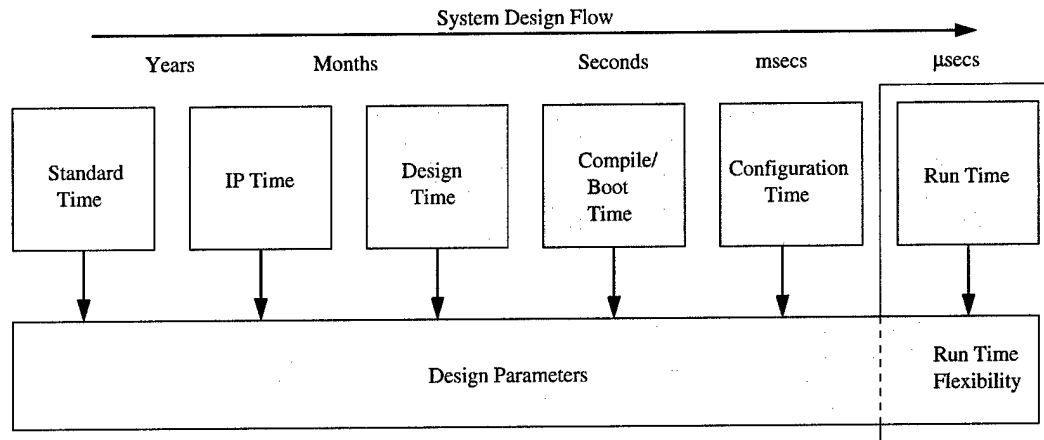 System Design Flow
Years Months Seconds msecs μsecs
Standard
Time
IP Time
Design
Time
Compile/
Boot
Time
Configuration
Time
Run Time
Design Parameters
Run Time
Flexibility